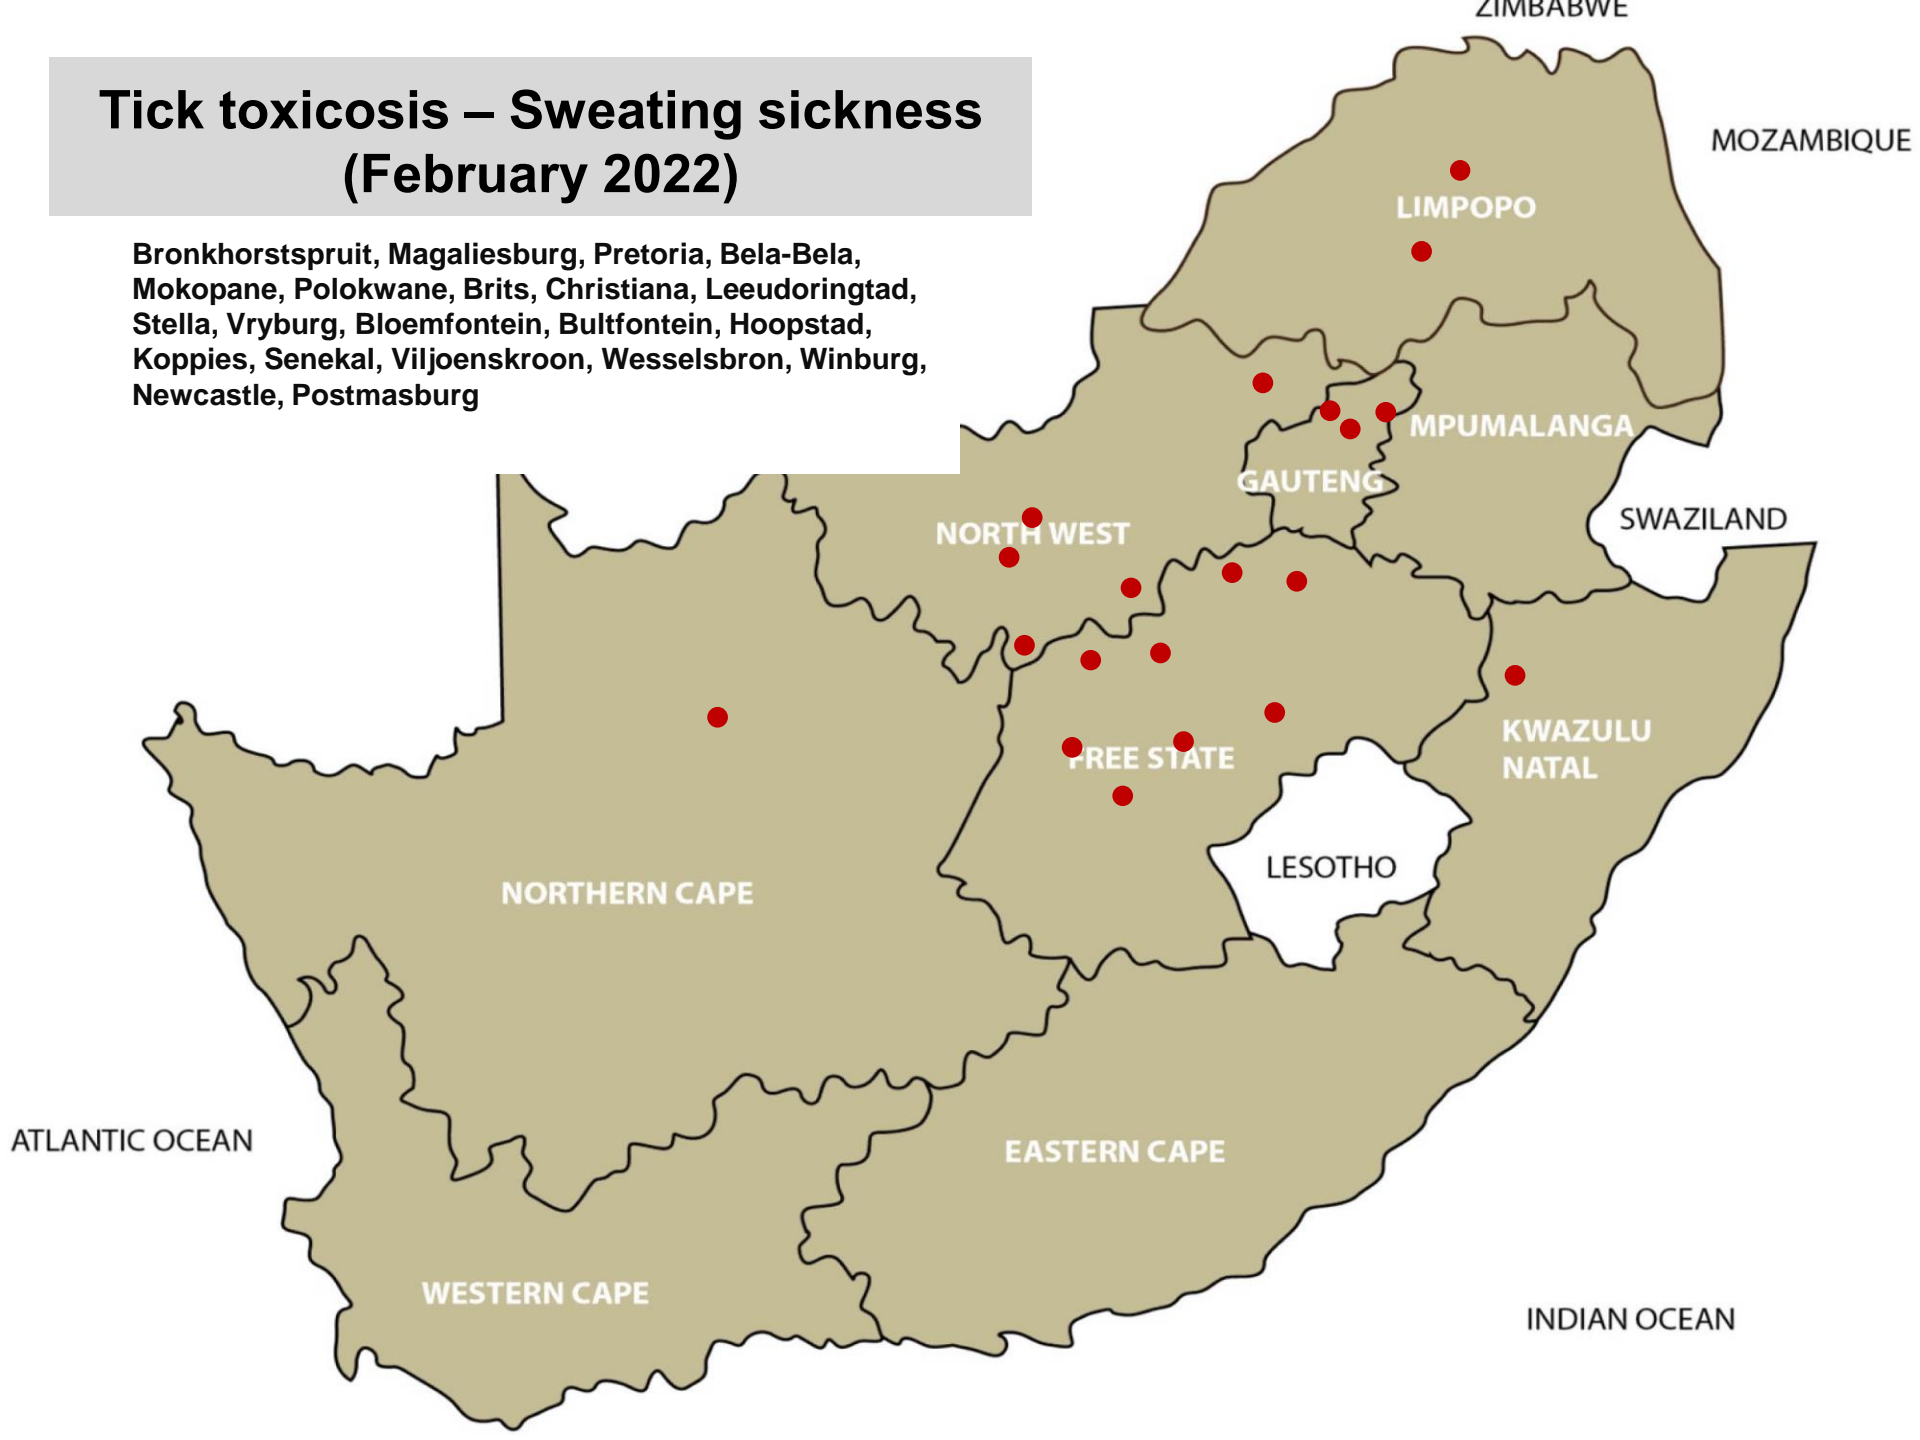 ZIMBABWE
Tick toxicosis – Sweating sickness
(February 2022)
MOZAMBIQUE
LIMPOPO
Bronkhorstspruit, Magaliesburg, Pretoria, Bela-Bela,
Mokopane, Polokwane, Brits, Christiana, Leeudoringtad,
Stella, Vryburg, Bloemfontein, Bultfontein, Hoopstad,
Koppies, Senekal, Viljoenskroon, Wesselsbron, Winburg,
Newcastle, Postmasburg
MPUMALANGA
GAUTENG
SWAZILAND
NORTH WEST
KWAZULU
NATAL
FREE STATE
LESOTHO
NORTHERN CAPE
ATLANTIC OCEAN
EASTERN CAPE
WESTERN CAPE
INDIAN OCEAN